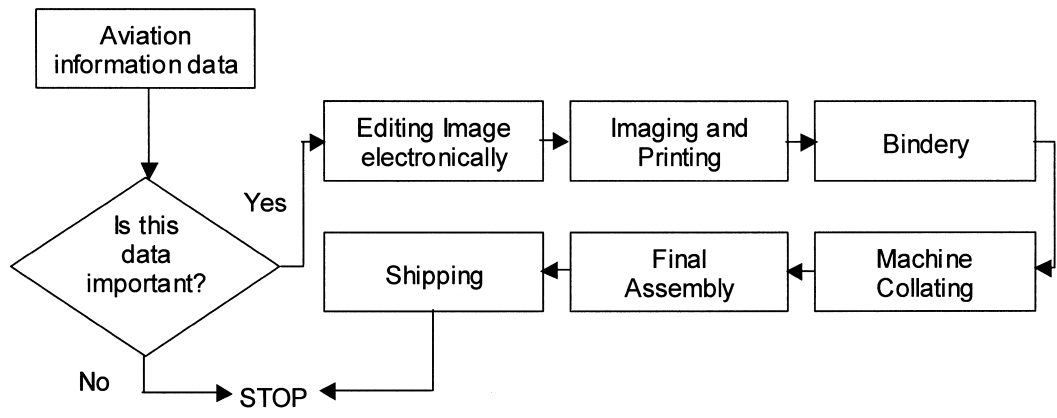 Aviation
information data
Is this
data
important?
Yes
No
Editing Image
electronically
Imaging and
Printing
Bindery
Machine
Collating
Final
Assembly
Shipping
STOP